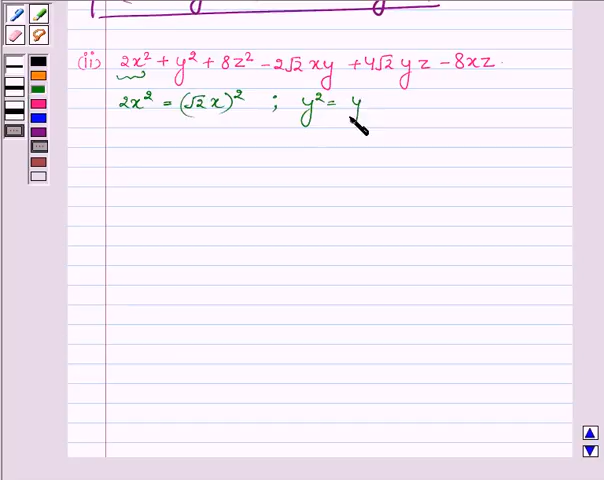 (ii) 2x² + y² + 8z² - 2√2 xy + 4√2 yz - 8xz.
2x² = (√2 x)² ; y² = y